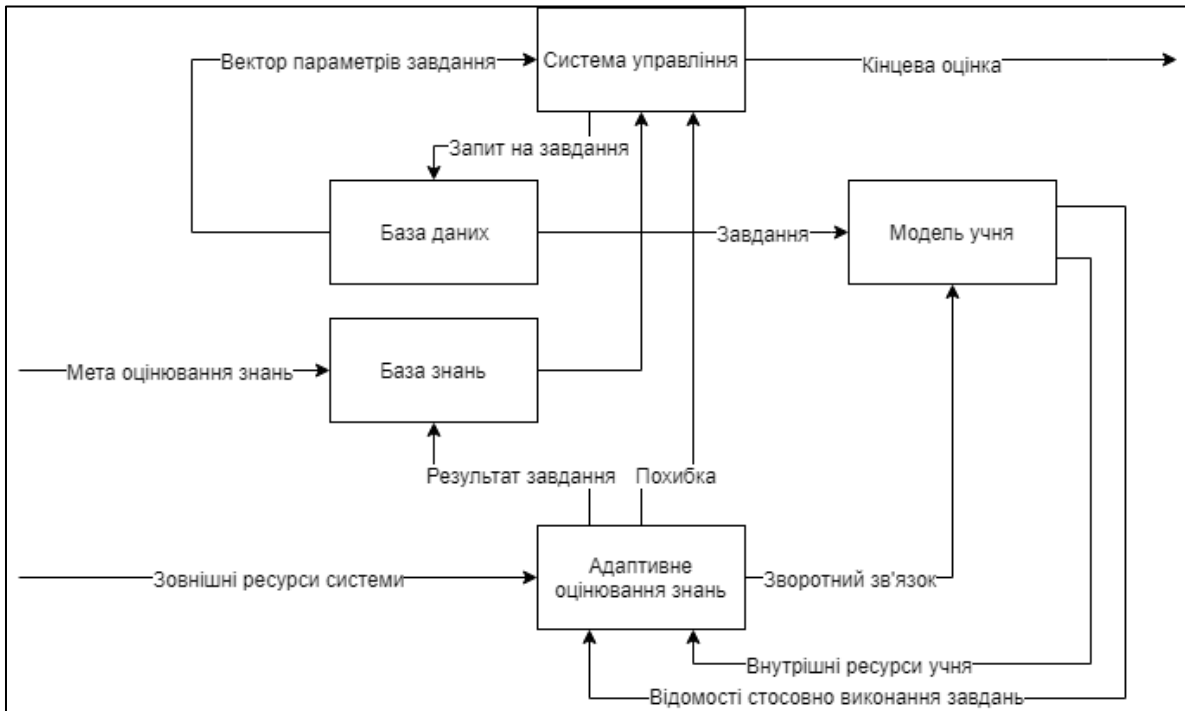 Вектор параметрів завдання
Система управління
Кінцева оцінка
Запит на завдання
База даних
Завдання
Модель учня
Мета оцінювання знань
База знань
Результат завдання
Похибка
Зовнішні ресурси системи
Адаптивне
оцінювання знань
Зворотний зв'язок
Внутрішні ресурси учня
Відомості стосовно виконання завдань